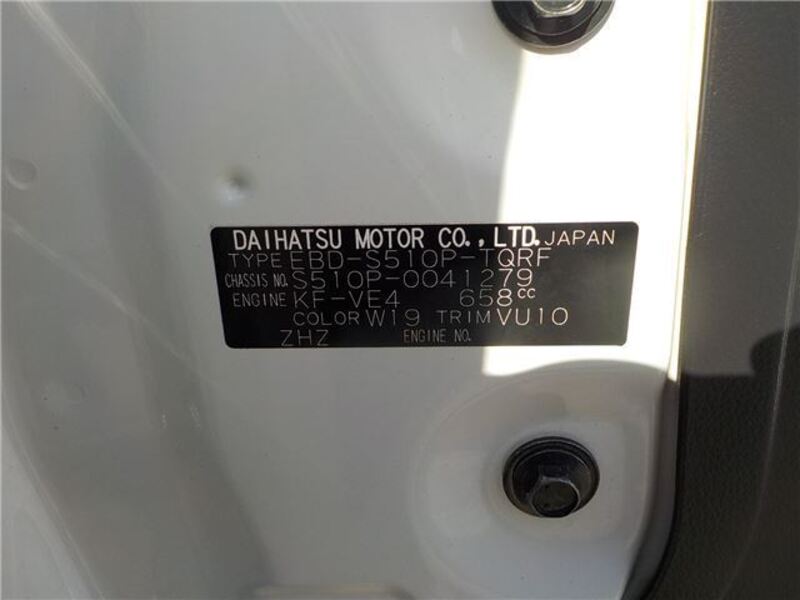 DAIHATSU MOTOR CO.,LTD. JAPAN
TYPE EBD-S510P-TQRF
CHASSIS NO. S510P-0041279
ENGINE KF-VE4 658cc
COLOR W19 TRIM VU10
ZHZ ENGINE NO.